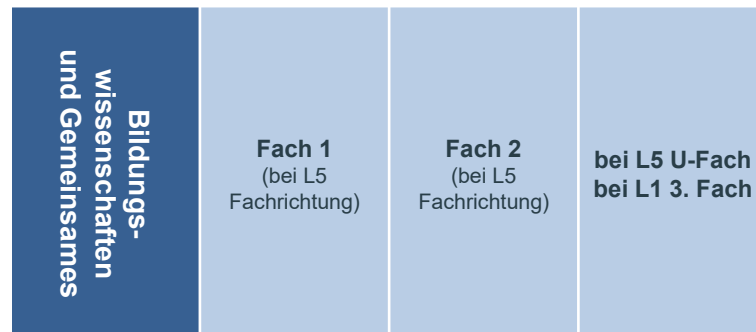 Bildungs-
wissenschaften
und Gemeinsames
Fach 1
(bei L5
Fachrichtung)
Fach 2
(bei L5
Fachrichtung)
bei L5 U-Fach
bei L1 3. Fach